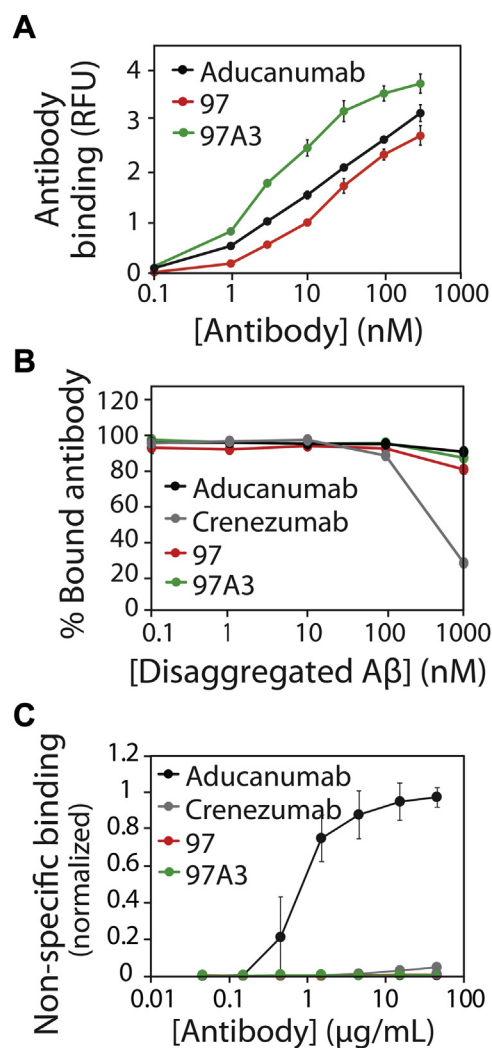 A
Antibody
binding (RFU)
4
3
2
1
0
Aducanumab
97
97A3
0.1 1 10 100 1000
[Antibody] (nM)
B
% Bound antibody
120
100
80
60
40
20
0
Aducanumab
Crenezumab
97
97A3
0.1 1 10 100 1000
[Disaggregated Aβ] (nM)
C
Non-specific binding
(normalized)
1.2
1
0.8
0.6
0.4
0.2
0
Aducanumab
Crenezumab
97
97A3
0.01 0.1 1 10 100
[Antibody] (µg/mL)